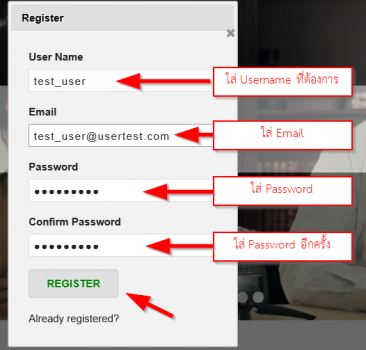 Register
User Name
test_user
ใส่ Username ที่ต้องการ
Email
test_user@usertest.com
ใส่ Email
Password
●●●●●●●●●
ใส่ Password
Confirm Password
●●●●●●●●●
ใส่ Password อีกครั้ง
REGISTER
Already registered?